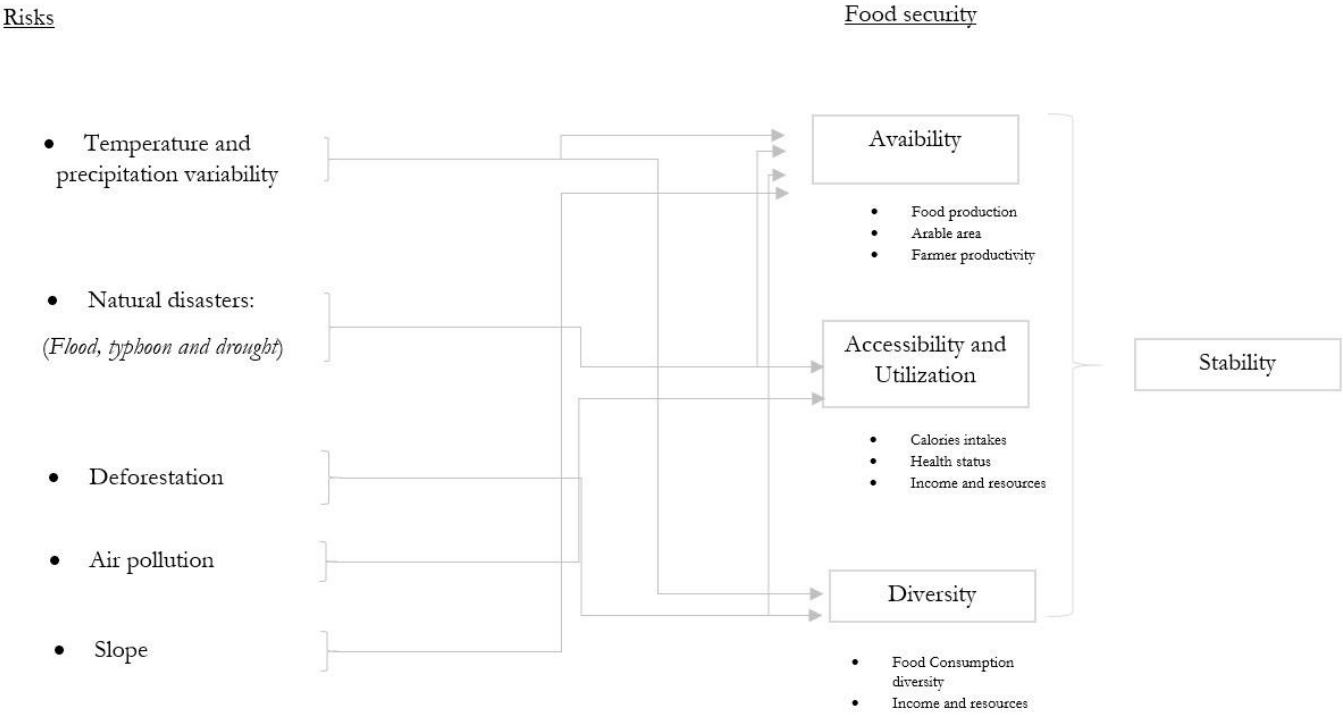 Risks
Food security
• Temperature and
precipitation variability
• Natural disasters:
(Flood, typhoon and drought)
• Deforestation
• Air pollution
• Slope
Avaibility
• Food production
• Arable area
• Farmer productivity
Accessibility and
Utilization
• Calories intakes
• Health status
• Income and resources
Diversity
• Food Consumption
diversity
• Income and resources
Stability